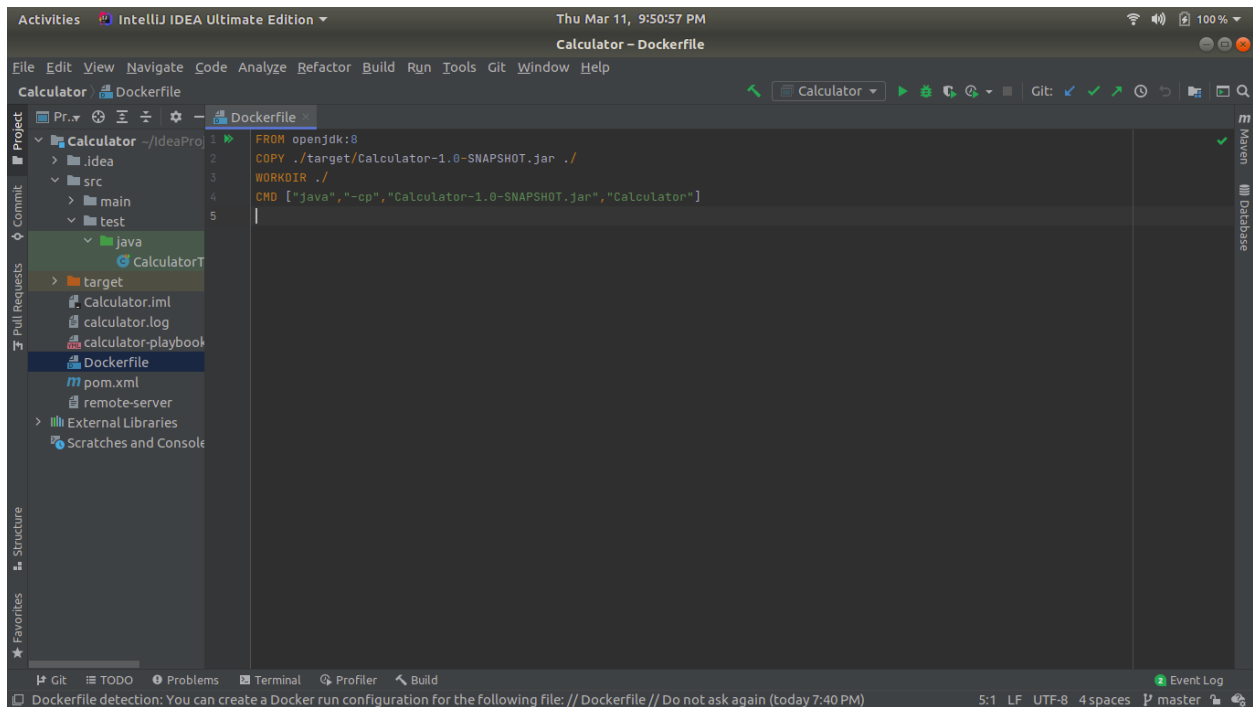 Activities IntelliJ IDEA Ultimate Edition Thu Mar 11, 9:50:57 PM 100 %
Calculator – Dockerfile
File Edit View Navigate Code Analyze Refactor Build Run Tools Git Window Help
Calculator Dockerfile Calculator Git:
Project
Commit
Pull Requests
Structure
Favorites
Pr..
Calculator ~/IdeaProj
.idea
src
main
test
java
CalculatorT
target
Calculator.iml
calculator.log
calculator-playbook
Dockerfile
pom.xml
remote-server
External Libraries
Scratches and Console
Dockerfile
1 FROM openjdk:8
2 COPY ./target/Calculator-1.0-SNAPSHOT.jar ./
3 WORKDIR ./
4 CMD ["java","-cp","Calculator-1.0-SNAPSHOT.jar","Calculator"]
5
m Maven
Database
Git TODO Problems Terminal Profiler Build 2 Event Log
Dockerfile detection: You can create a Docker run configuration for the following file: // Dockerfile // Do not ask again (today 7:40 PM) 5:1 LF UTF-8 4 spaces master